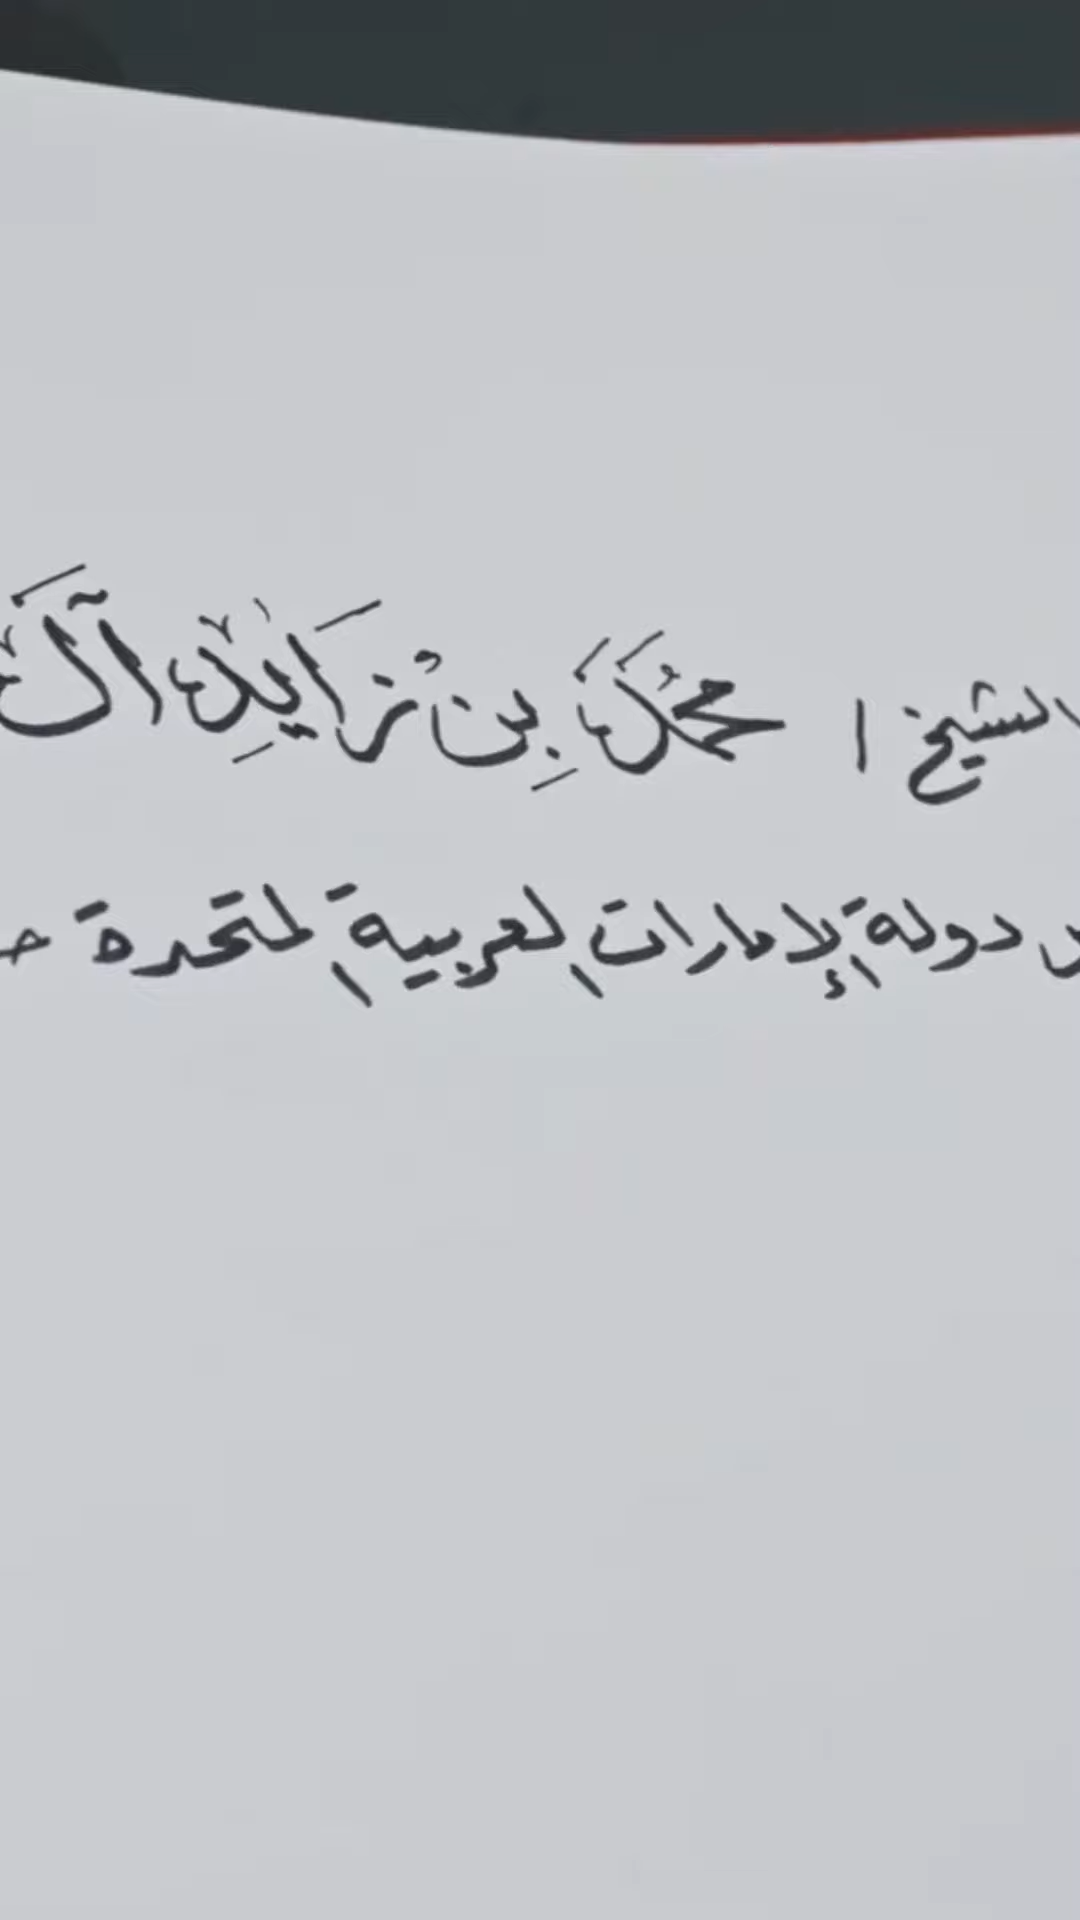 الشيخ / محمد بن زايد آل
دولة الإمارات العربية المتحدة